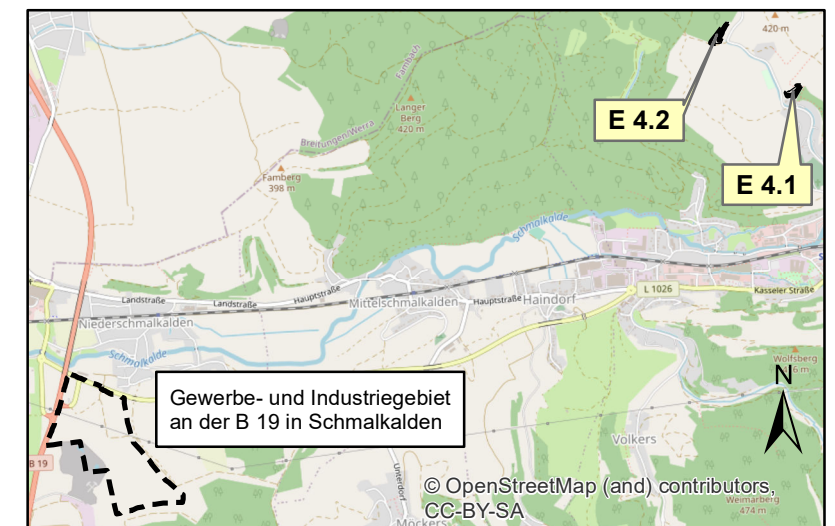 420 m
Fambach
Langer
Berg
420 m
E 4.2
Breitungen/Werra
E 4.1
Famberg
398 m
Schmalkalde
Landstraße
Landstraße
Hauptstraße
Mittelschmalkalden
Hauptstraße
Haindorf
L 1026
Kasseler Straße
Niederschmalkalden
Schmalkalde
Wolfsberg
N
Gewerbe- und Industriegebiet
an der B 19 in Schmalkalden
Volkers
B 19
Unterdorf
© OpenStreetMap (and) contributors,
CC-BY-SA
Weimarberg
474 m
Möckers